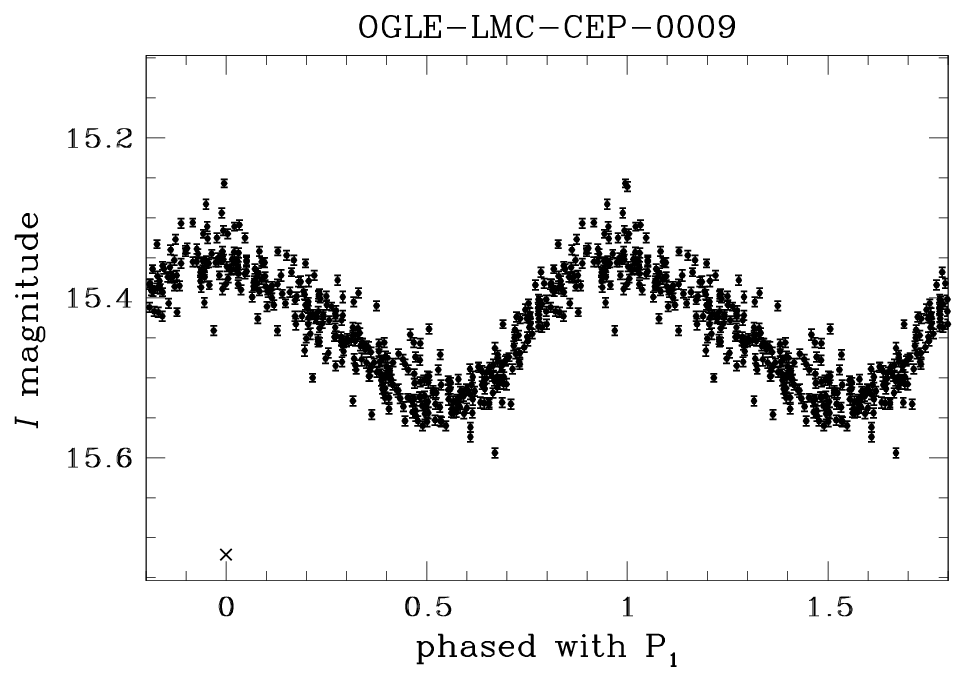 OGLE-LMC-CEP-0009
15.2
15.4
15.6
I magnitude
0 0.5 1 1.5
phased with P₁